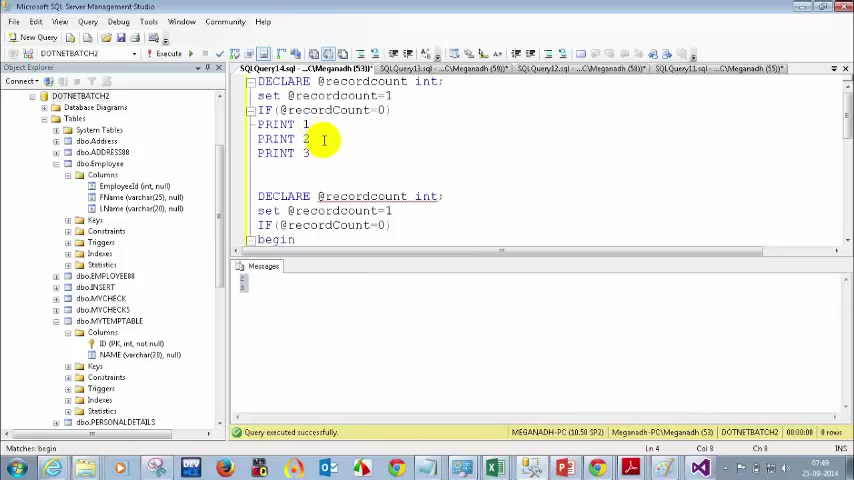 Microsoft SQL Server Management Studio
File Edit View Query Debug Tools Window Community Help
New Query
DOTNETBATCH2
Execute
Object Explorer
SQLQuery14.sql -...C\Meganadh (53))*
SQLQuery13.sql -...C\Meganadh (59))*
SQLQuery12.sql -...C\Meganadh (58))*
SQLQuery11.sql -...C\Meganadh (55))*
Connect
DOTNETBATCH2
Database Diagrams
Tables
System Tables
dbo.Address
dbo.ADDRESS88
dbo.Employee
Columns
EmployeeId (int, null)
FName (varchar(25), null)
LName (varchar(20), null)
Keys
Constraints
Triggers
Indexes
Statistics
dbo.EMPLOYEE88
dbo.INSERT
dbo.MYCHECK
dbo.MYCHECK5
dbo.MYTEMPTABLE
Columns
ID (PK, int, not null)
NAME (varchar(20), null)
Keys
Constraints
Triggers
Indexes
Statistics
dbo.PERSONALDETAILS
DECLARE @recordcount int;
set @recordcount=1
IF(@recordCount=0)
PRINT 1
PRINT 2
PRINT 3
DECLARE @recordcount int;
set @recordcount=1
IF(@recordCount=0)
begin
Messages
2
3
Query executed successfully.
MEGANADH-PC (10.50 SP2)
Meganadh-PC\Meganadh (53)
DOTNETBATCH2
00:00:00
0 rows
Matches: begin
Ln 4
Col 8
Ch 8
INS
07:49
25-09-2014